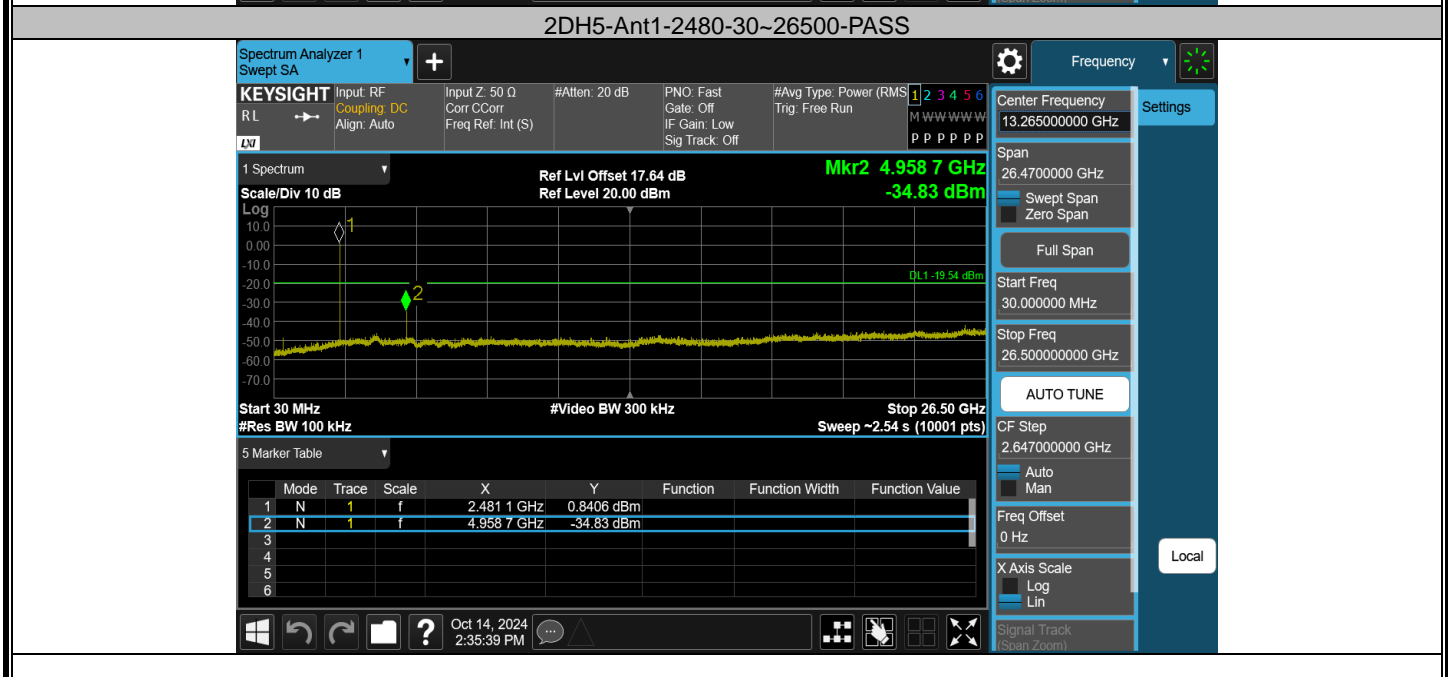 2DH5-Ant1-2480-30~26500-PASS
Spectrum Analyzer 1
Swept SA
+
Frequency
KEYSIGHT
RL
LXI
Input: RF
Coupling: DC
Align: Auto
Input Z: 50 Ω
Corr CCorr
Freq Ref: Int (S)
#Atten: 20 dB
PNO: Fast
Gate: Off
IF Gain: Low
Sig Track: Off
#Avg Type: Power (RMS
Trig: Free Run
1 2 3 4 5 6
M W W W W W
P P P P P P
1 Spectrum
Scale/Div 10 dB
Ref Lvl Offset 17.64 dB
Ref Level 20.00 dBm
Mkr2 4.958 7 GHz
-34.83 dBm
Log
10.0
0.00
-10.0
-20.0
-30.0
-40.0
-50.0
-60.0
-70.0
1
2
DL1 -19.54 dBm
Start 30 MHz
#Res BW 100 kHz
#Video BW 300 kHz
Stop 26.50 GHz
Sweep ~2.54 s (10001 pts)
5 Marker Table
Mode Trace Scale X Y Function Function Width Function Value
1 N 1 f 2.481 1 GHz 0.8406 dBm
2 N 1 f 4.958 7 GHz -34.83 dBm
3
4
5
6
?
Oct 14, 2024
2:35:39 PM
Center Frequency
13.265000000 GHz
Settings
Span
26.4700000 GHz
Swept Span
Zero Span
Full Span
Start Freq
30.000000 MHz
Stop Freq
26.500000000 GHz
AUTO TUNE
CF Step
2.647000000 GHz
Auto
Man
Freq Offset
0 Hz
X Axis Scale
Log
Lin
Local
Signal Track
(Span Zoom)